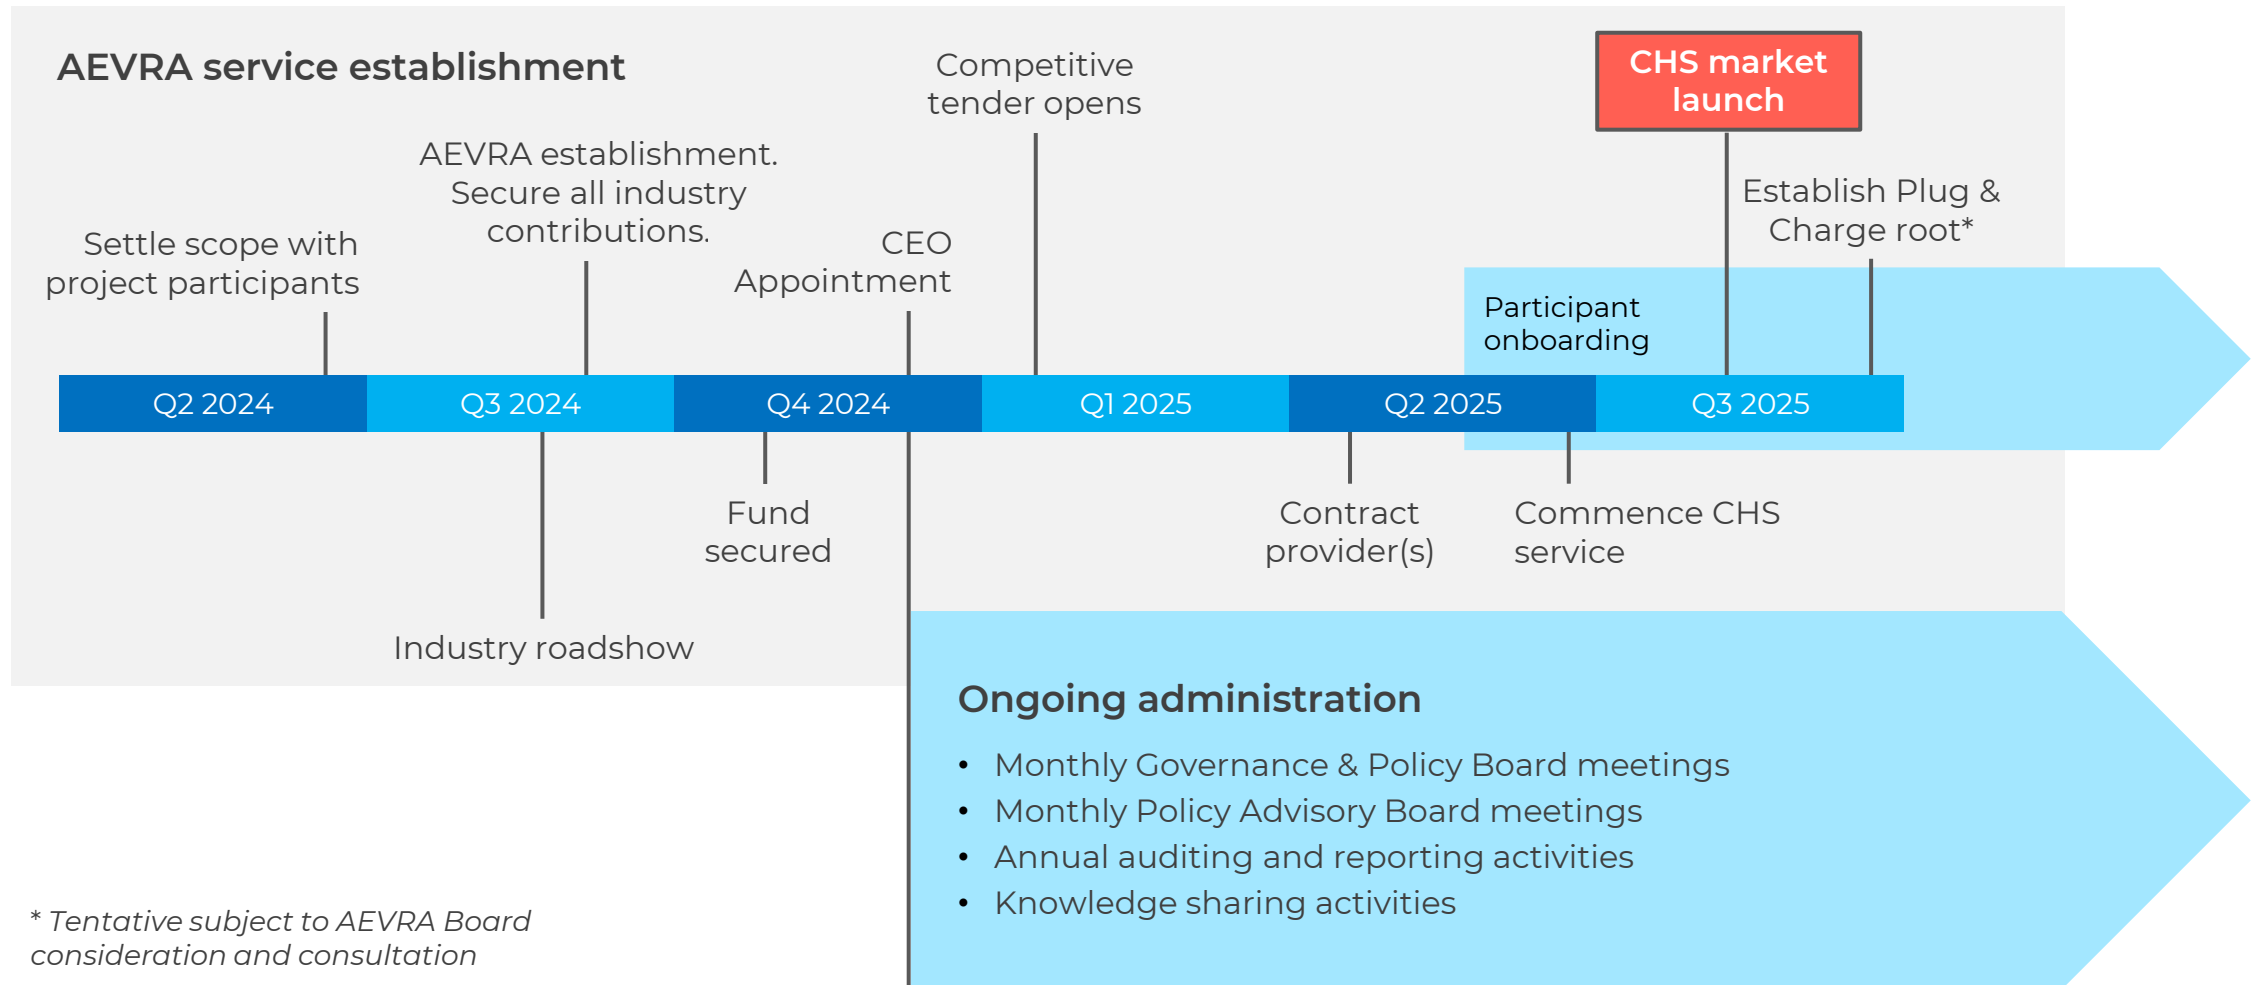 AEVRA service establishment
Competitive
tender opens
CHS market
launch
AEVRA establishment.
Secure all industry
contributions.
Establish Plug &
Charge root*
Settle scope with
project participants
CEO
Appointment
Participant
onboarding
Q2 2024
Q3 2024
Q4 2024
Q1 2025
Q2 2025
Q3 2025
Fund
secured
Contract
provider(s)
Commence CHS
service
Industry roadshow
Ongoing administration
• Monthly Governance & Policy Board meetings
• Monthly Policy Advisory Board meetings
• Annual auditing and reporting activities
• Knowledge sharing activities
* Tentative subject to AEVRA Board
consideration and consultation